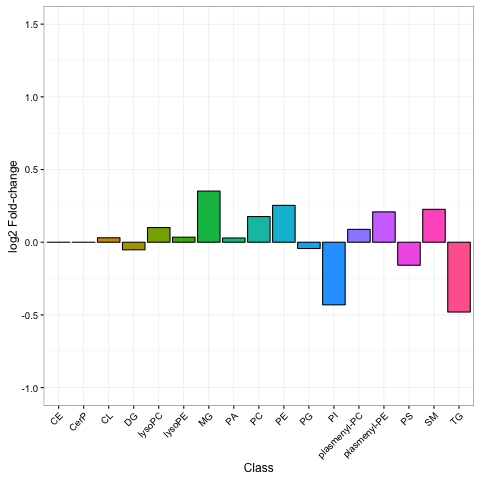 1.5
1.0
0.5
0.0
-0.5
-1.0
log2 Fold-change
CE
CerP
CL
DG
lysoPC
lysoPE
MG
PA
PC
PE
PG
PI
plasmenyl-PC
plasmenyl-PE
PS
SM
TG
Class